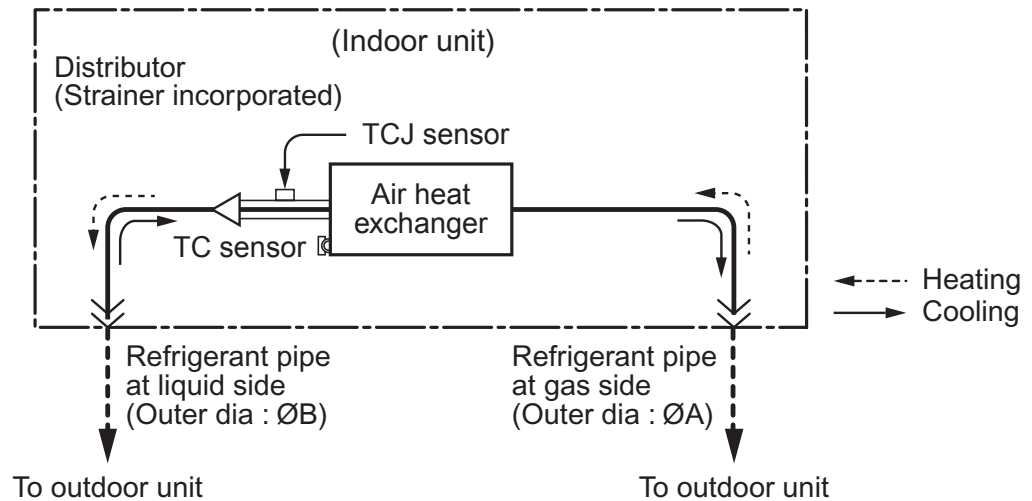 (Indoor unit)
Distributor
(Strainer incorporated)
TCJ sensor
Air heat
exchanger
TC sensor
Heating
Cooling
Refrigerant pipe
at liquid side
(Outer dia : ØB)
Refrigerant pipe
at gas side
(Outer dia : ØA)
To outdoor unit
To outdoor unit